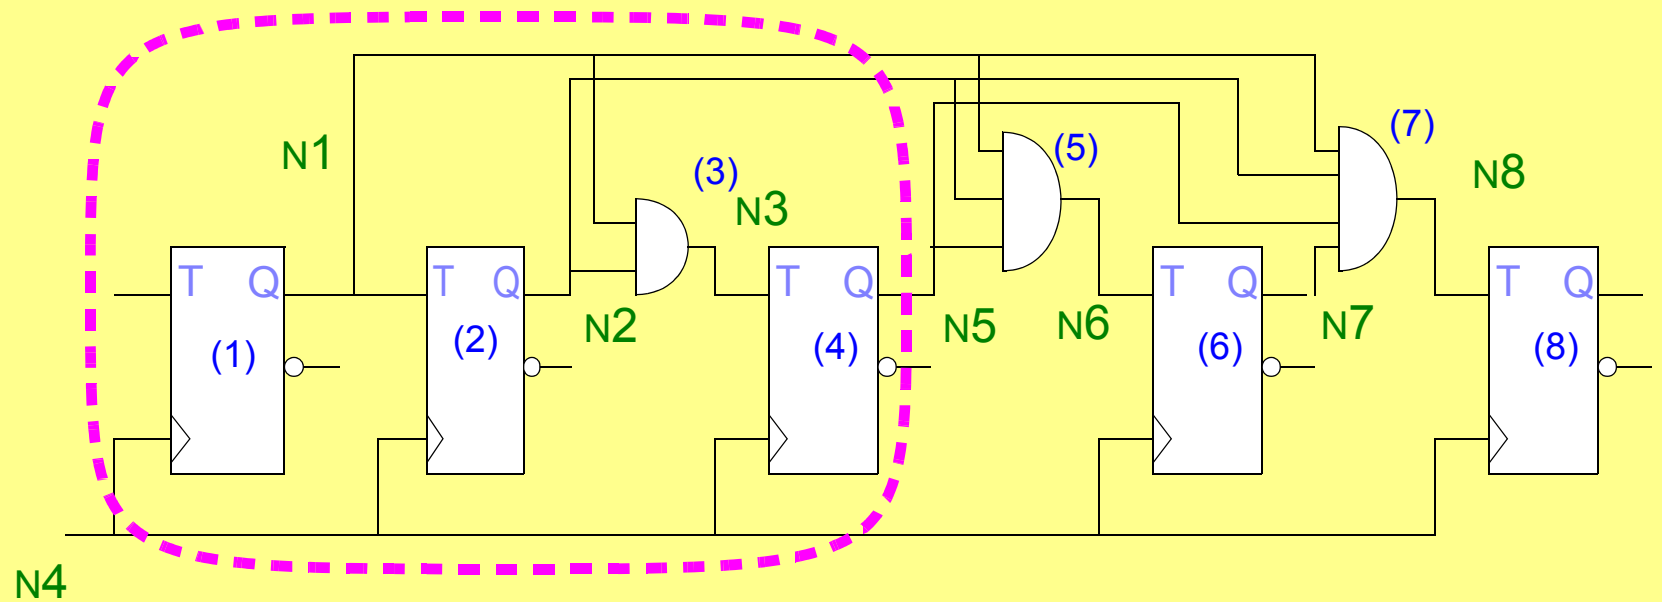 (7)
(5)
N1
(3)
N8
N3
T Q
T Q
T Q
T Q
T Q
N2
N5
N6
N7
(1)
(2)
(4)
(6)
(8)
N4